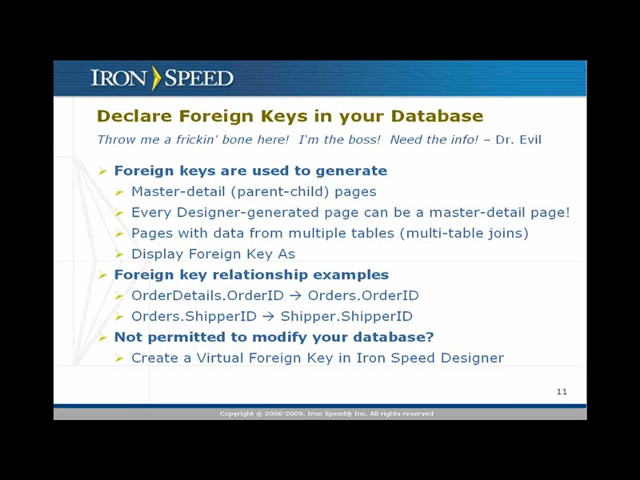 IRON SPEED
Declare Foreign Keys in your Database
Throw me a frickin' bone here! I'm the boss! Need the info! – Dr. Evil
Foreign keys are used to generate
Master-detail (parent-child) pages
Every Designer-generated page can be a master-detail page!
Pages with data from multiple tables (multi-table joins)
Display Foreign Key As
Foreign key relationship examples
OrderDetails.OrderID → Orders.OrderID
Orders.ShipperID → Shipper.ShipperID
Not permitted to modify your database?
Create a Virtual Foreign Key in Iron Speed Designer
11
Copyright © 2006-2009. Iron Speed® Inc. All rights reserved